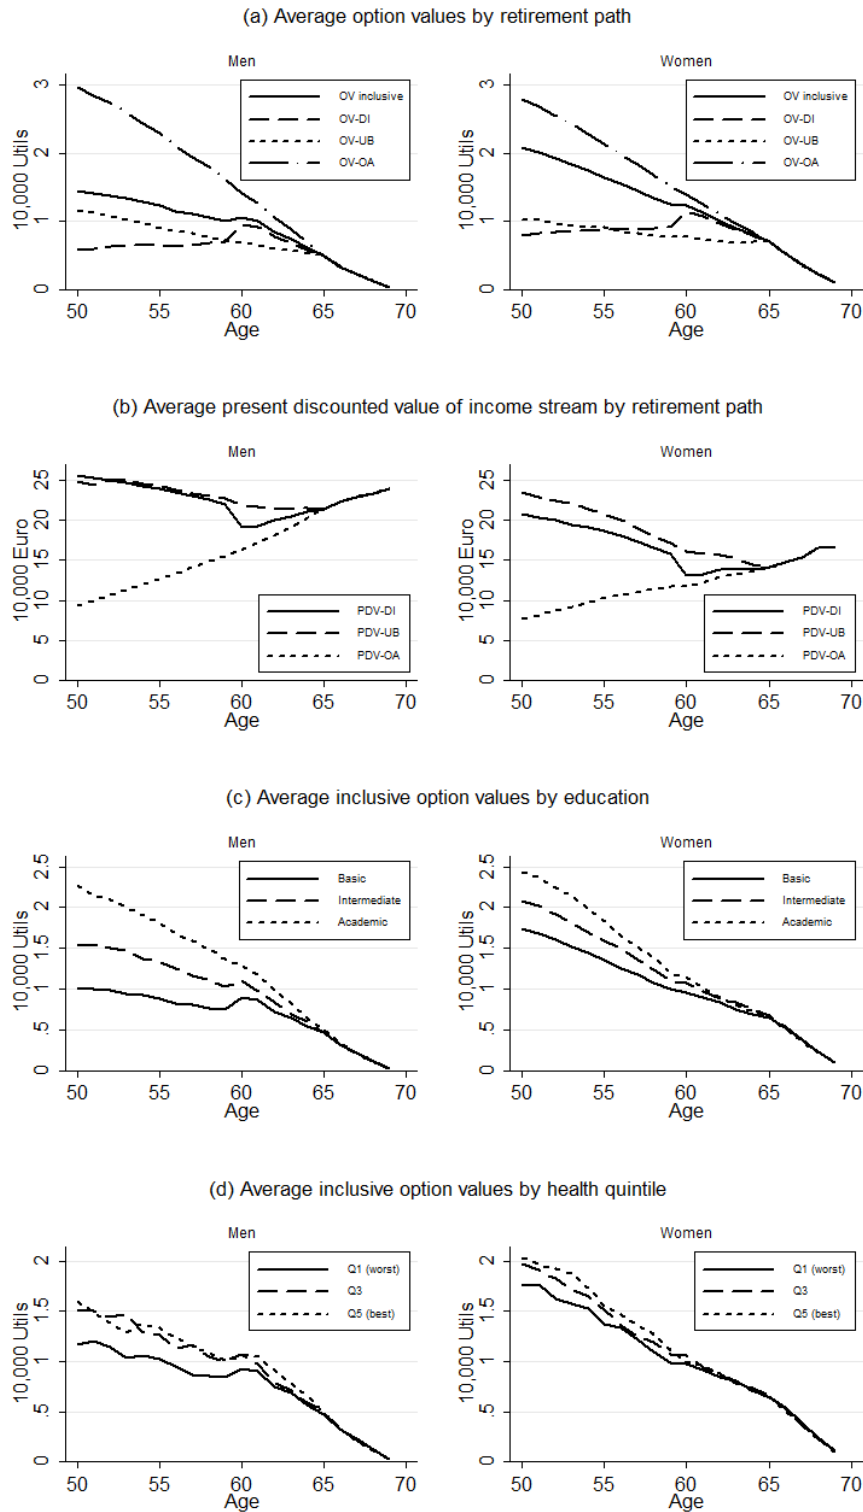 (a) Average option values by retirement path
Men
Women
10,000 Utils
3
2
1
0
OV inclusive
OV-DI
OV-UB
OV-OA
50 55 60 65 70
Age
10,000 Utils
3
2
1
0
OV inclusive
OV-DI
OV-UB
OV-OA
50 55 60 65 70
Age
(b) Average present discounted value of income stream by retirement path
Men
Women
10,000 Euro
25
20
15
10
5
0
PDV-DI
PDV-UB
PDV-OA
50 55 60 65 70
Age
10,000 Euro
25
20
15
10
5
0
PDV-DI
PDV-UB
PDV-OA
50 55 60 65 70
Age
(c) Average inclusive option values by education
Men
Women
10,000 Utils
2.5
2
1.5
1
.5
0
Basic
Intermediate
Academic
50 55 60 65 70
Age
10,000 Utils
2.5
2
1.5
1
.5
0
Basic
Intermediate
Academic
50 55 60 65 70
Age
(d) Average inclusive option values by health quintile
Men
Women
10,000 Utils
2
1.5
1
.5
0
Q1 (worst)
Q3
Q5 (best)
50 55 60 65 70
Age
10,000 Utils
2
1.5
1
.5
0
Q1 (worst)
Q3
Q5 (best)
50 55 60 65 70
Age